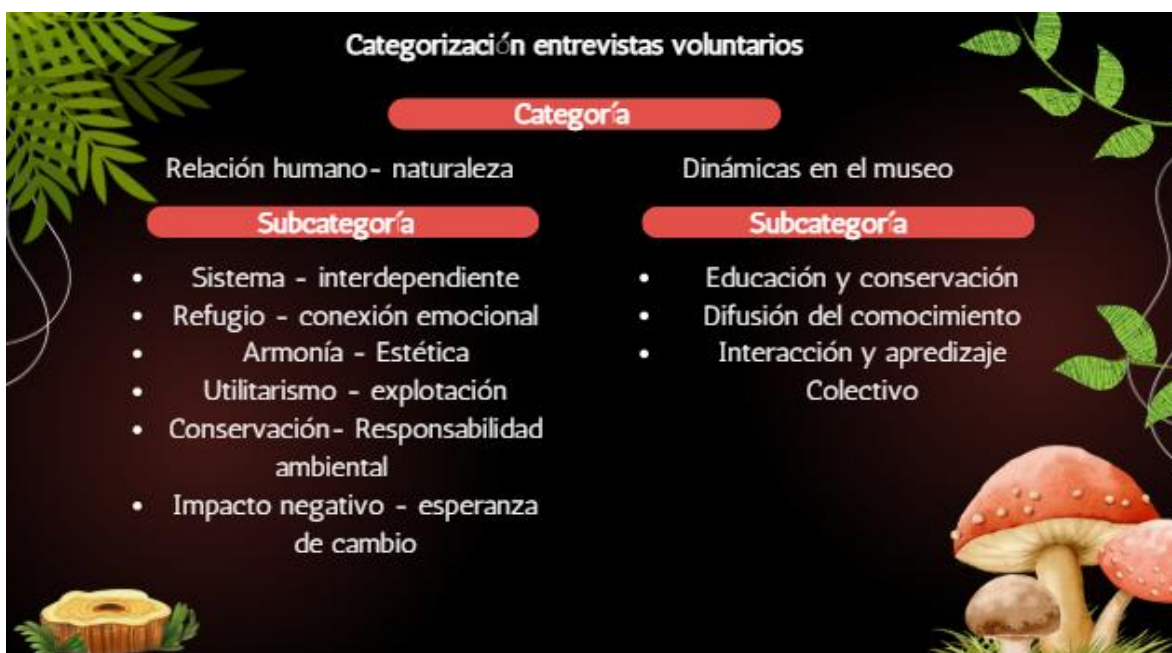 Categorización entrevistas voluntarios
Categoría
Relación humano- naturaleza
Dinámicas en el museo
Subcategoría
• Sistema - interdependiente
• Refugio - conexión emocional
• Armonía - Estética
• Utilitarismo - explotación
• Conservación- Responsabilidad
ambiental
• Impacto negativo - esperanza
de cambio
Subcategoría
• Educación y conservación
• Difusión del comocimiento
• Interacción y apredizaje
Colectivo